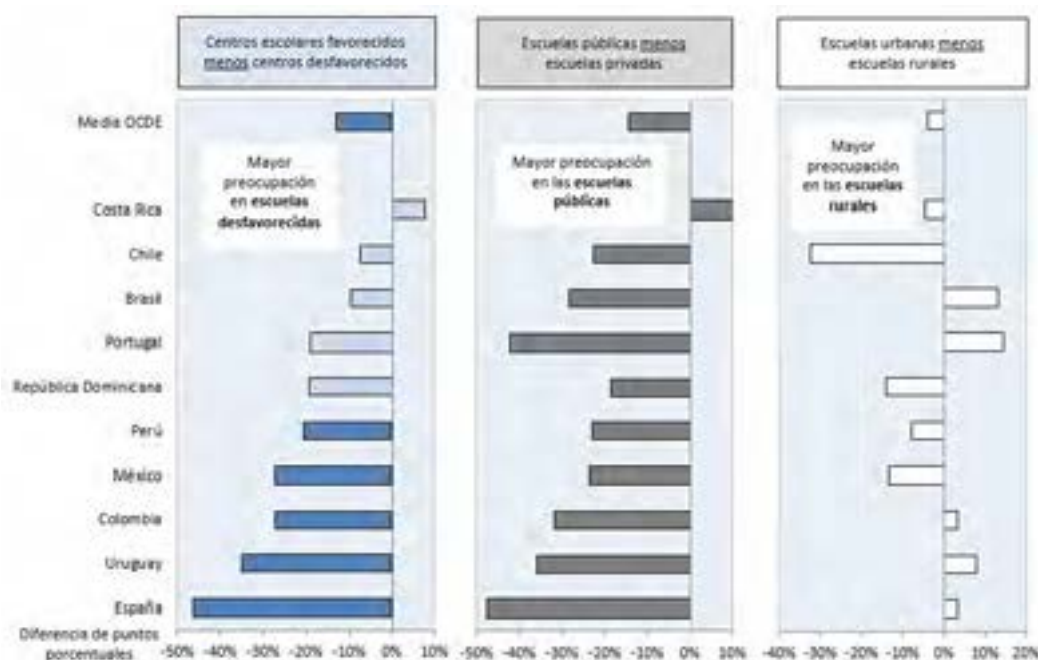 Centros escolares favorecidos
menos centros desfavorecidos
Escuelas públicas menos
escuelas privadas
Escuelas urbanas menos
escuelas rurales
Media OCDE
Costa Rica
Chile
Brasil
Portugal
República Dominicana
Perú
México
Colombia
Uruguay
España
Mayor
preocupación
en escuelas
desfavorecidas
Mayor preocupación
en las escuelas
públicas
Mayor
preocupación
en las escuelas
rurales
Diferencia de puntos
porcentuales
-50% -40% -30% -20% -10% 0% 10%
-50% -40% -30% -20% -10% 0% 10%
-40% -30% -20% -10% 0% 10% 20%